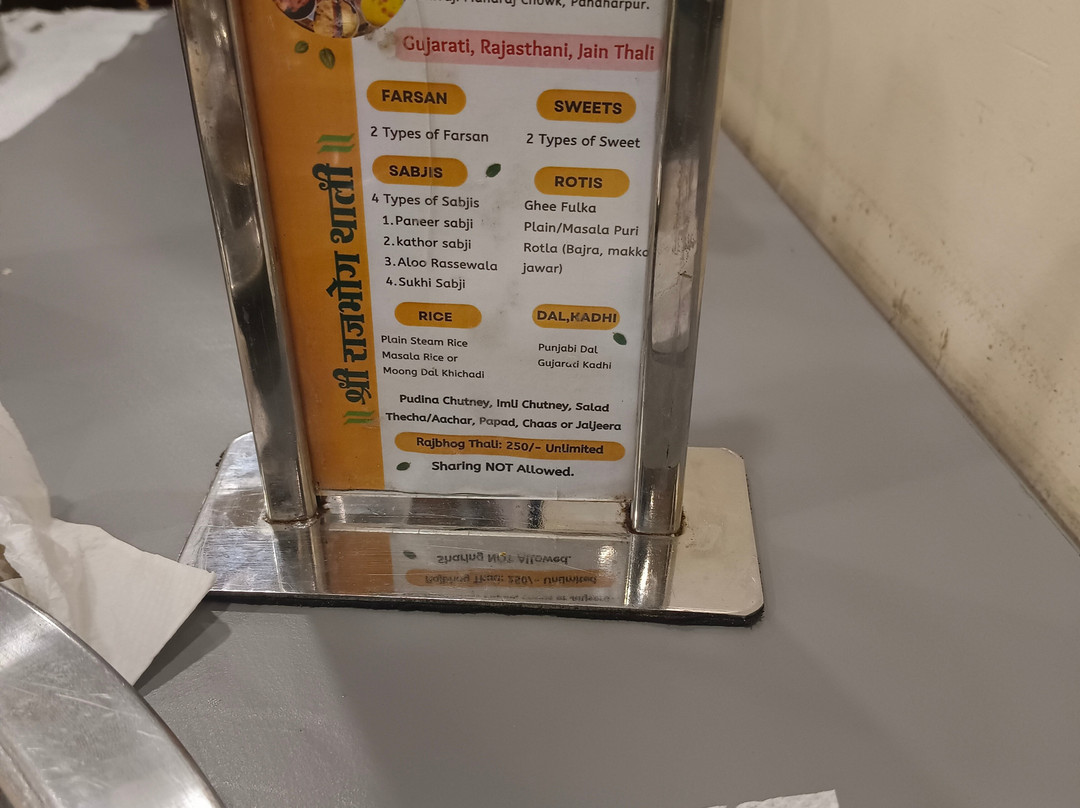 Maharaj Chowk, Pandharpur.
Gujarati, Rajasthani, Jain Thali
॥ श्री राजभोग थाली ॥
FARSAN
2 Types of Farsan
SWEETS
2 Types of Sweet
SABJIS
4 Types of Sabjis
1.Paneer sabji
2.kathor sabji
3.Aloo Rassewala
4.Sukhi Sabji
ROTIS
Ghee Fulka
Plain/Masala Puri
Rotla (Bajra, makka
jawar)
RICE
Plain Steam Rice
Masala Rice or
Moong Dal Khichadi
DAL,KADHI
Punjabi Dal
Gujarati Kadhi
Pudina Chutney, Imli Chutney, Salad
Thecha/Aachar, Papad, Chaas or Jaljeera
Rajbhog Thali: 250/- Unlimited
Sharing NOT Allowed.